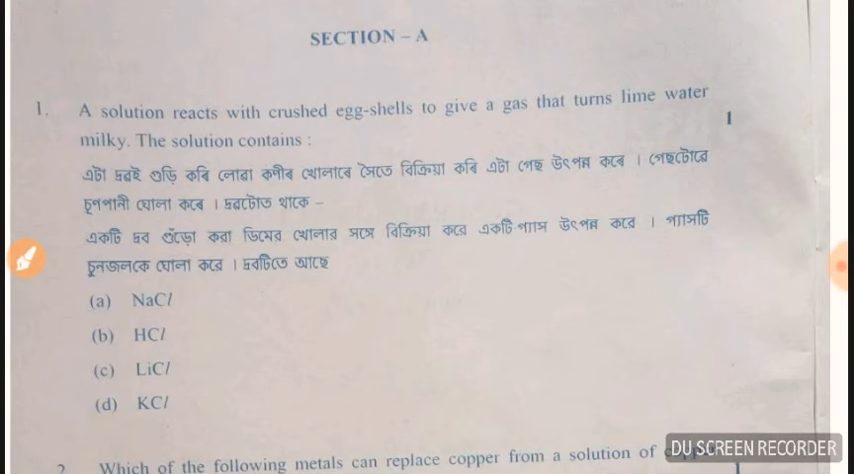 SECTION – A
1. A solution reacts with crushed egg-shells to give a gas that turns lime water 1
milky. The solution contains :
এটা দ্ৰৱই গুড়ি কৰি লোৱা কণীৰ খোলাৰে সৈতে বিক্ৰিয়া কৰি এটা গেছ উৎপন্ন কৰে । গেছটোৱে
চূণপানী ঘোলা কৰে । দ্ৰৱটোত থাকে –
একটি দ্রব গুঁড়ো করা ডিমের খোলার সঙ্গে বিক্রিয়া করে একটি গ্যাস উৎপন্ন করে । গ্যাসটি
চুনজলকে ঘোলা করে । দ্রবটিতে আছে
(a) NaCl
(b) HCl
(c) LiCl
(d) KCl
2 Which of the following metals can replace copper from a solution of
DU SCREEN RECORDER
1